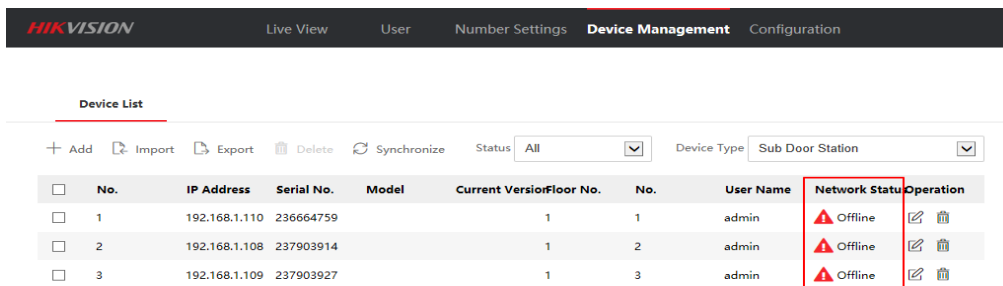 HIKVISION Live View User Number Settings Device Management Configuration
Device List
Add Import Export Delete Synchronize Status All Device Type Sub Door Station
No. IP Address Serial No. Model Current Version Floor No. No. User Name Network Statu Operation
1 192.168.1.110 236664759 1 1 admin Offline
2 192.168.1.108 237903914 1 2 admin Offline
3 192.168.1.109 237903927 1 3 admin Offline